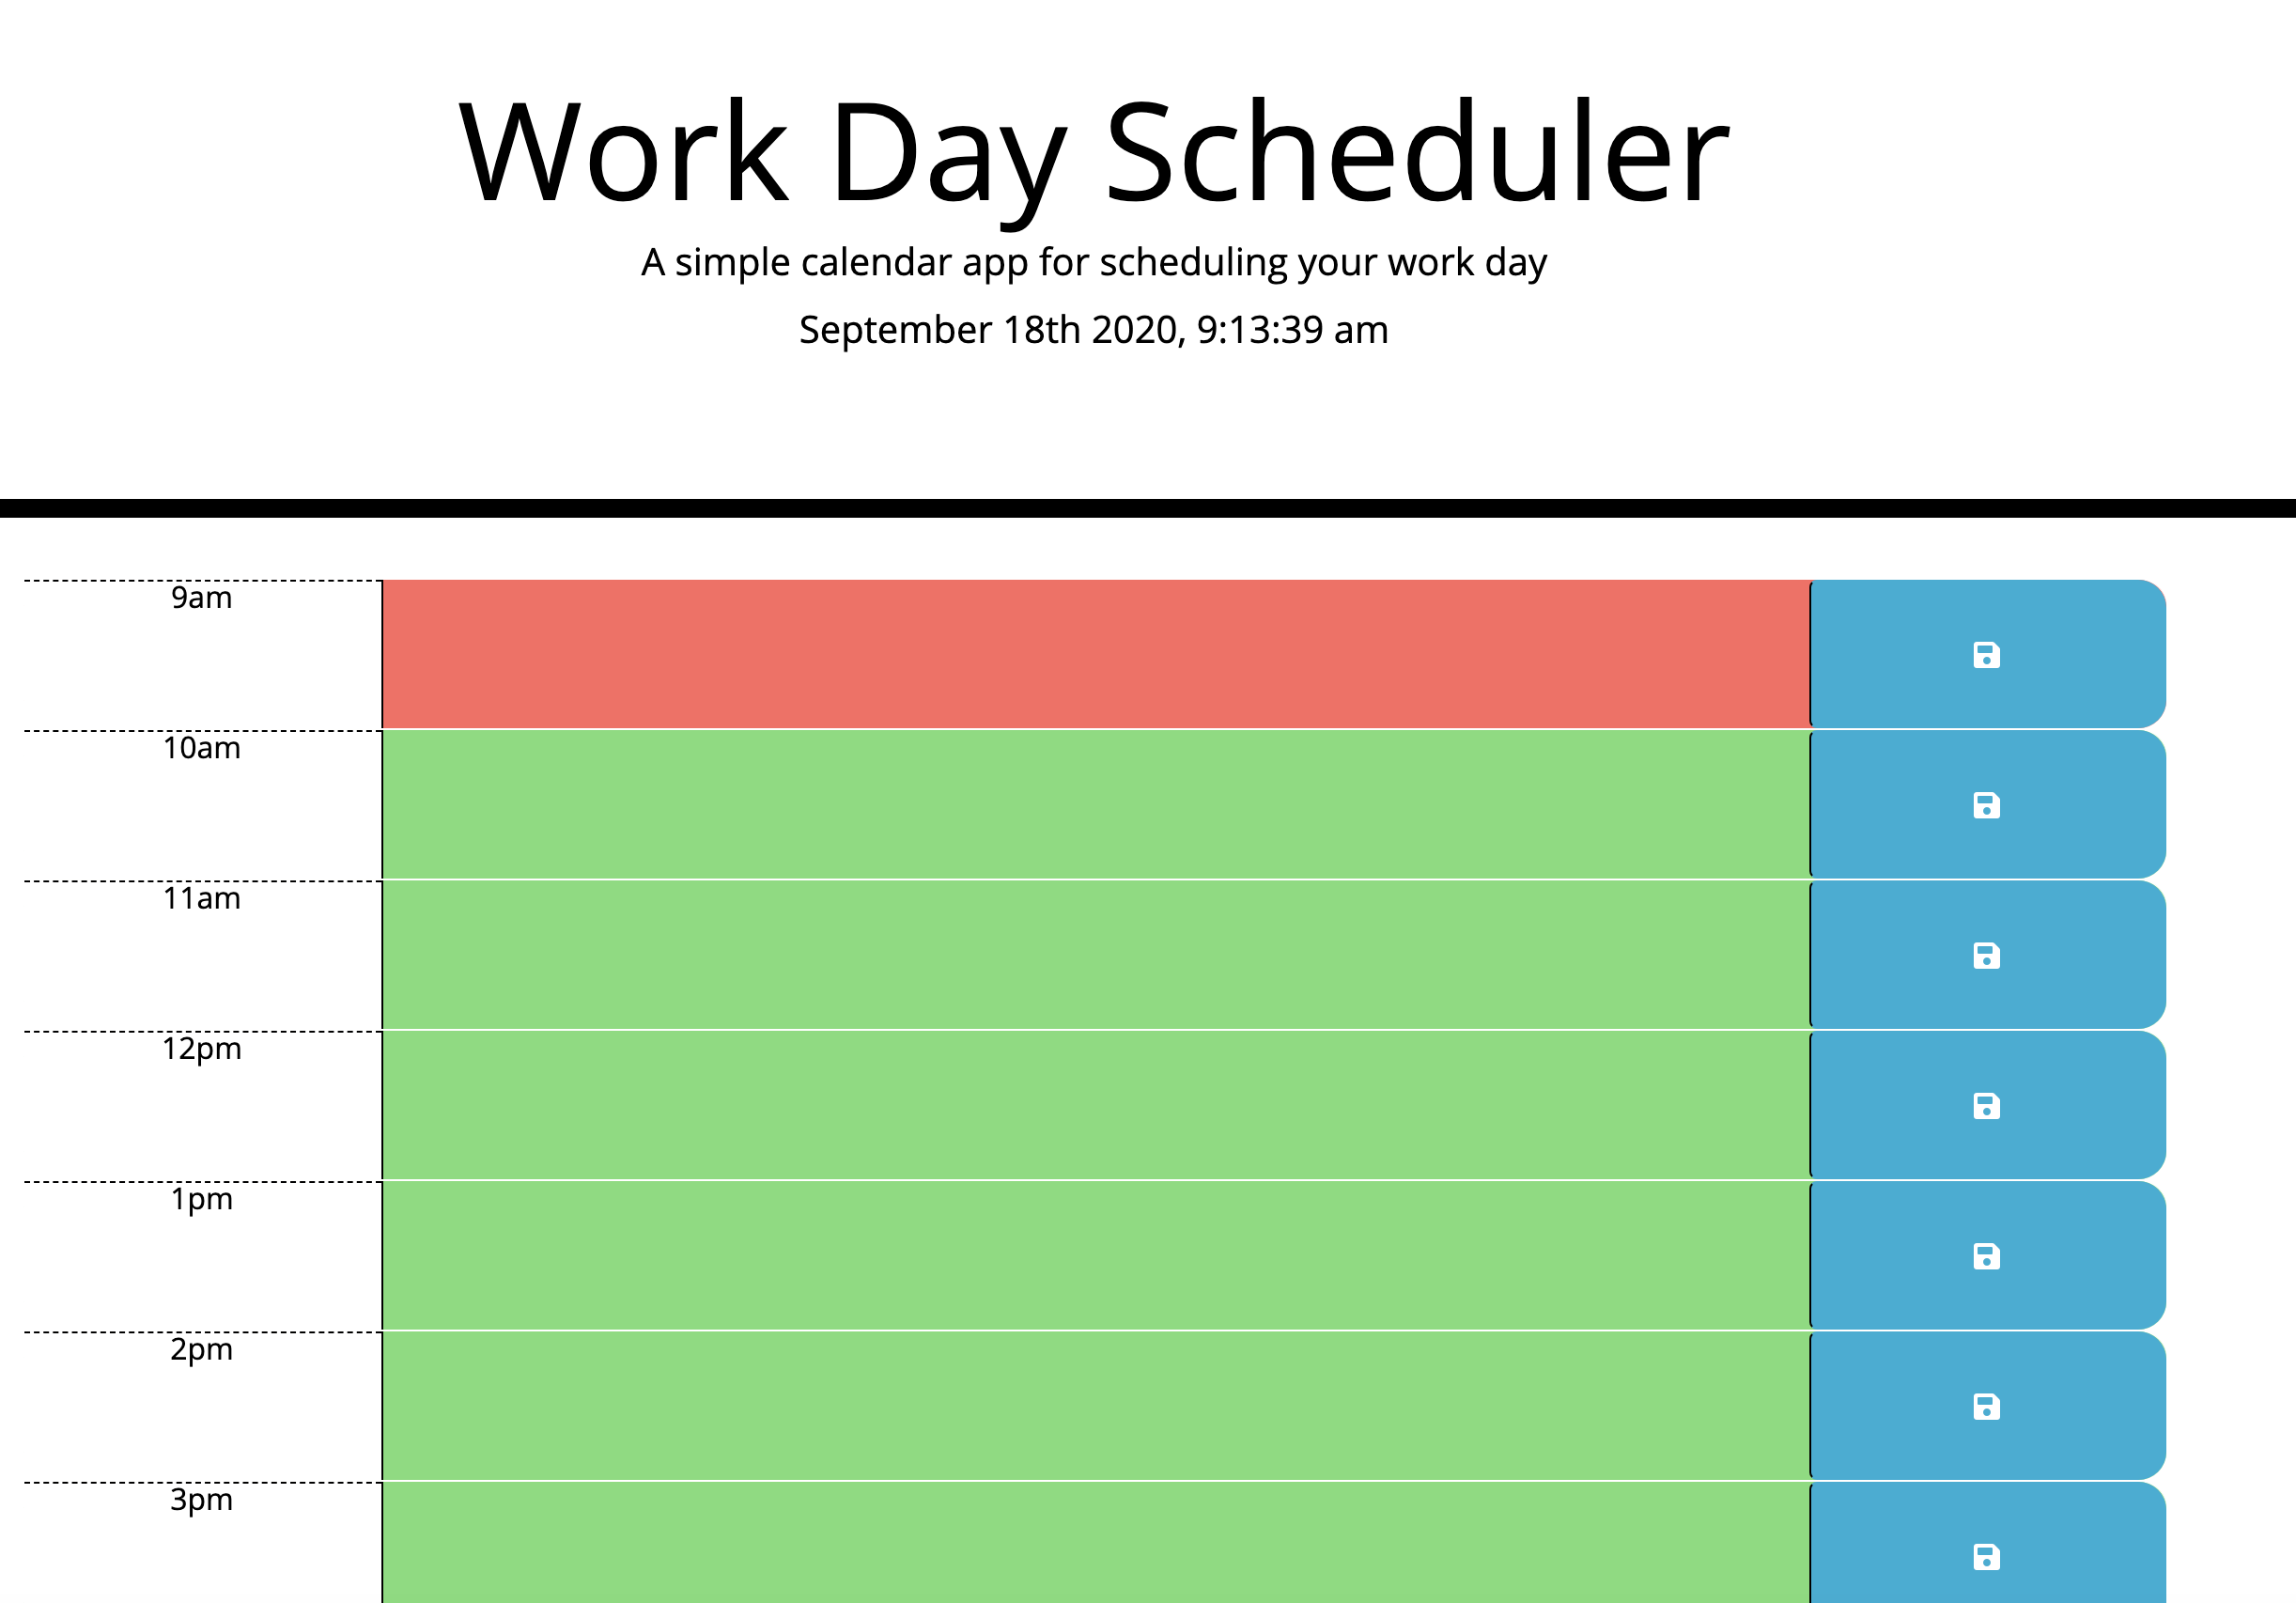 Work Day Scheduler
A simple calendar app for scheduling your work day
September 18th 2020, 9:13:39 am
9am
10am
11am
12pm
1pm
2pm
3pm